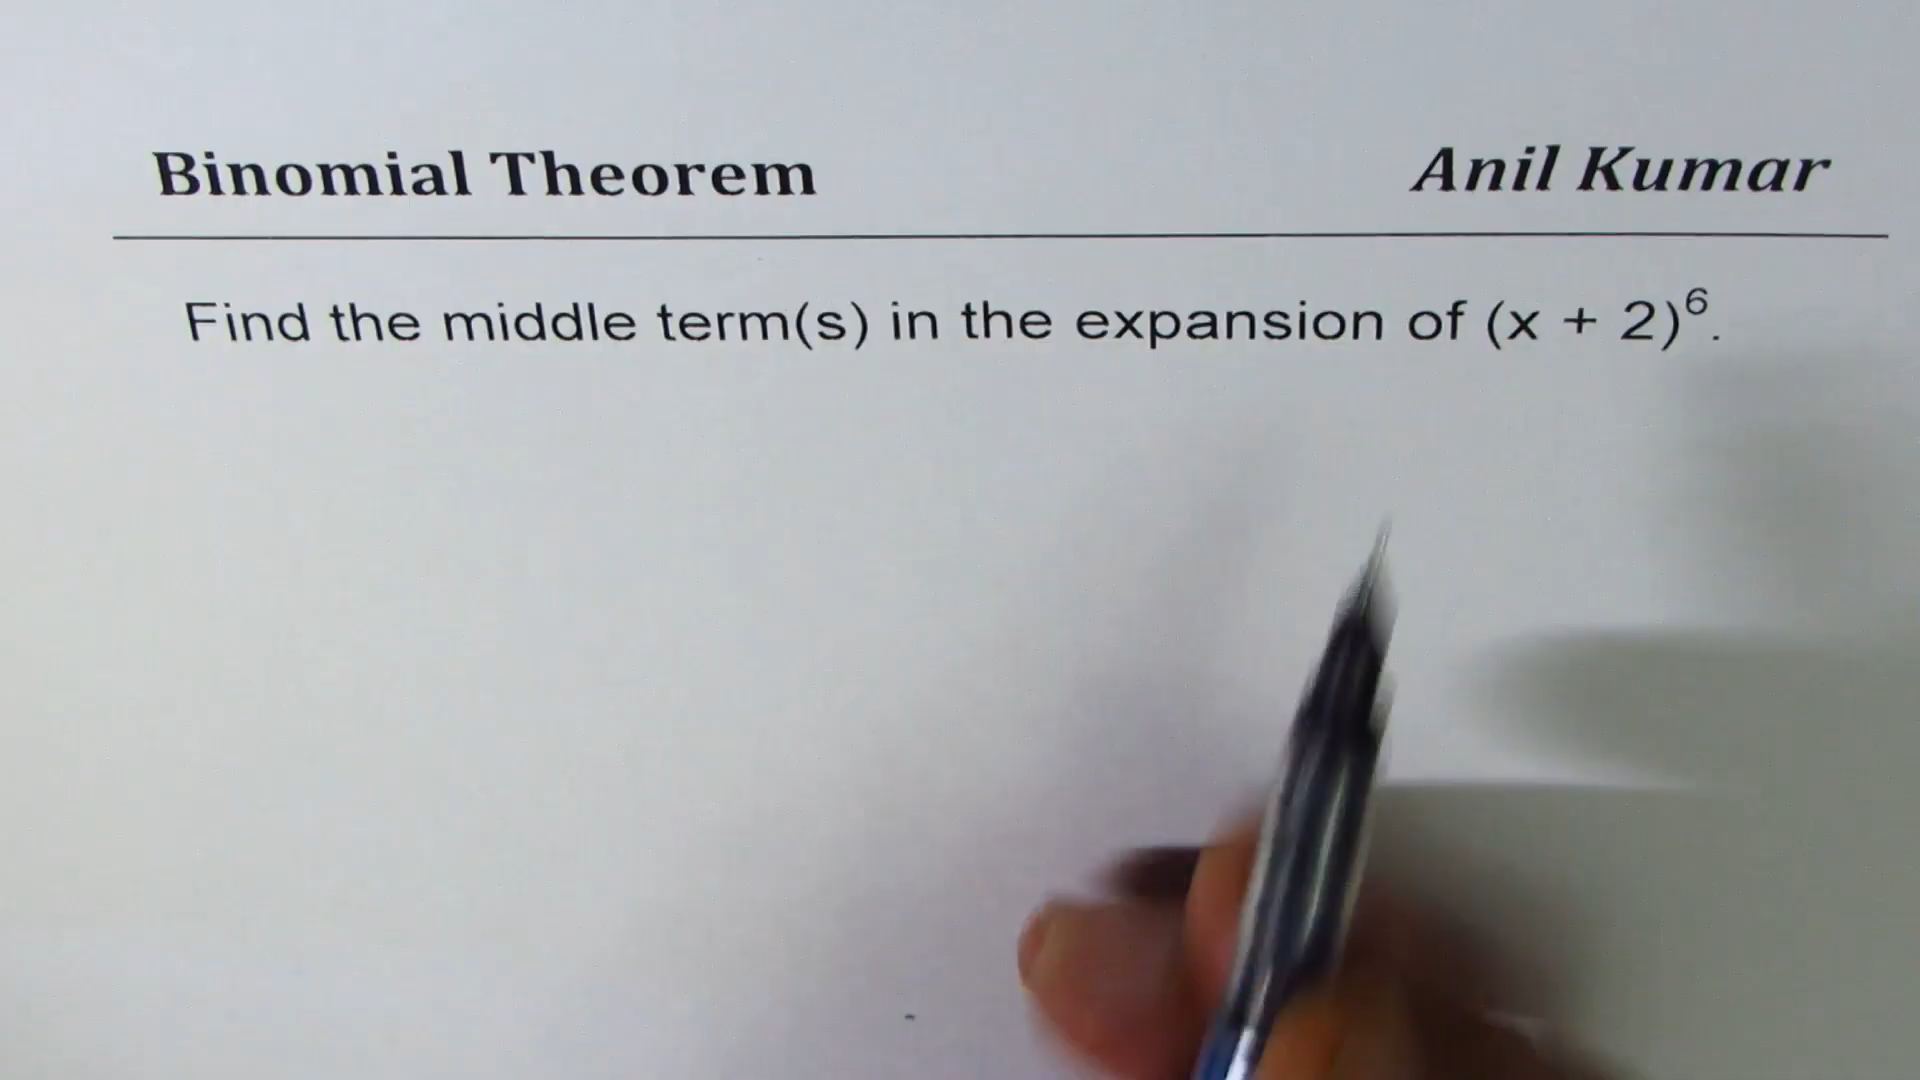 Binomial Theorem Anil Kumar
Find the middle term(s) in the expansion of (x + 2)⁶.